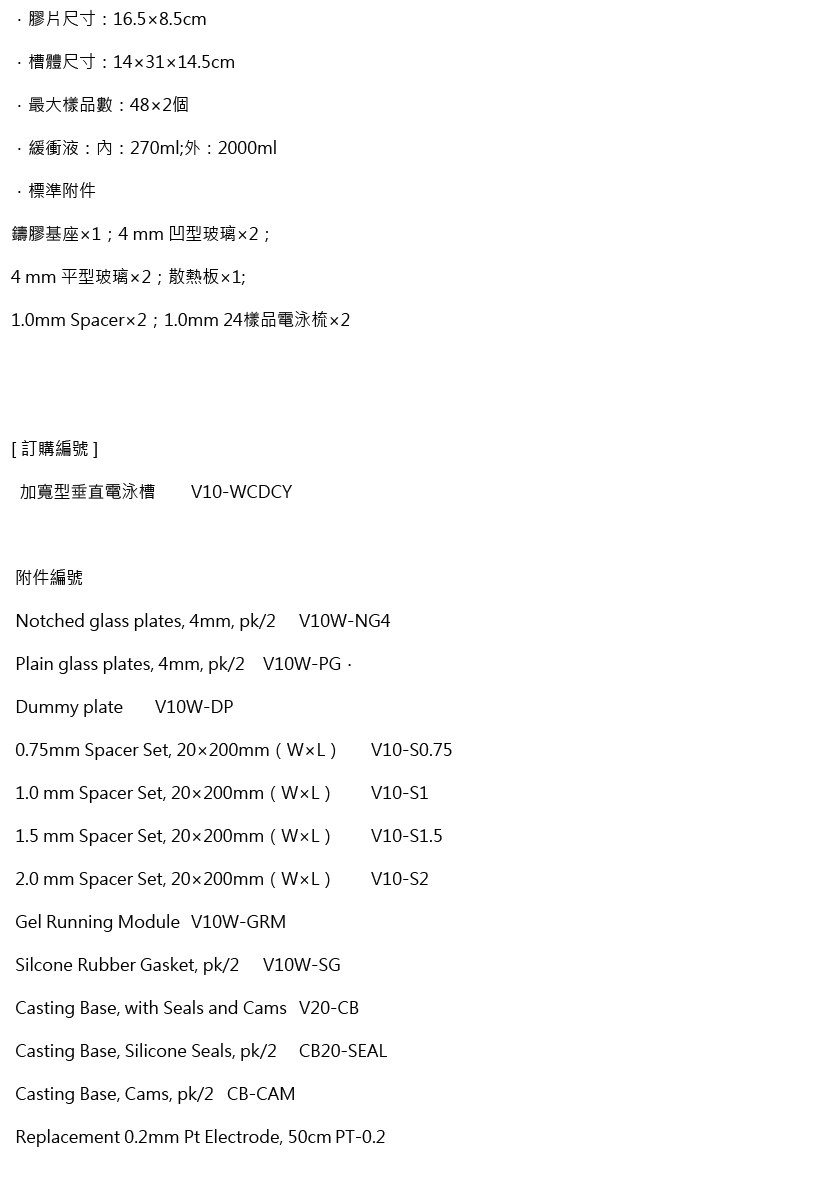 ．膠片尺寸：16.5×8.5cm
．槽體尺寸：14×31×14.5cm
．最大樣品數：48×2個
．緩衝液：內：270ml;外：2000ml
．標準附件
鑄膠基座×1；4 mm 凹型玻璃×2；
4 mm 平型玻璃×2；散熱板×1;
1.0mm Spacer×2；1.0mm 24樣品電泳梳×2
[ 訂購編號 ]
加寬型垂直電泳槽 V10-WCDCY
附件編號
Notched glass plates, 4mm, pk/2 V10W-NG4
Plain glass plates, 4mm, pk/2 V10W-PG．
Dummy plate V10W-DP
0.75mm Spacer Set, 20×200mm（W×L） V10-S0.75
1.0 mm Spacer Set, 20×200mm（W×L） V10-S1
1.5 mm Spacer Set, 20×200mm（W×L） V10-S1.5
2.0 mm Spacer Set, 20×200mm（W×L） V10-S2
Gel Running Module V10W-GRM
Silcone Rubber Gasket, pk/2 V10W-SG
Casting Base, with Seals and Cams V20-CB
Casting Base, Silicone Seals, pk/2 CB20-SEAL
Casting Base, Cams, pk/2 CB-CAM
Replacement 0.2mm Pt Electrode, 50cm PT-0.2